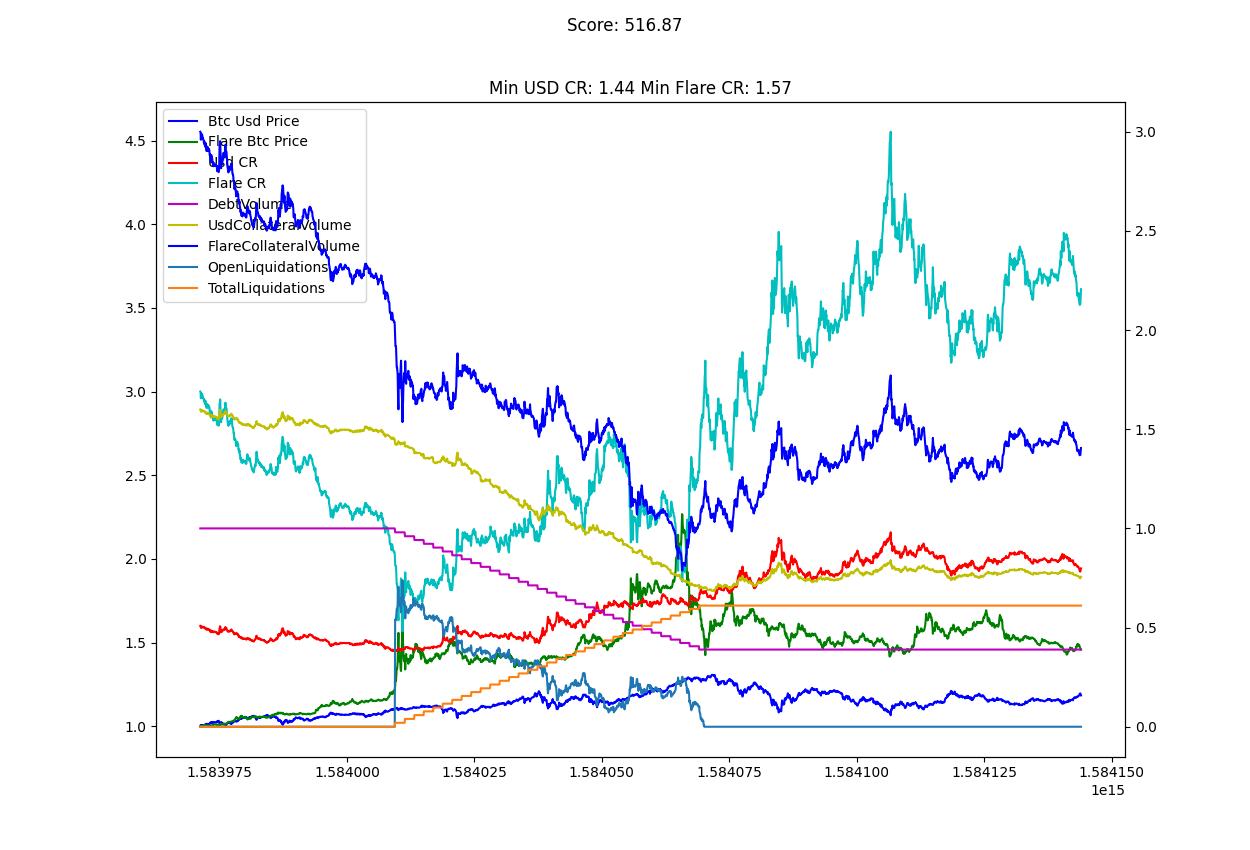 Score: 516.87
Min USD CR: 1.44 Min Flare CR: 1.57
Btc Usd Price
Flare Btc Price
Usd CR
Flare CR
DebtVolume
UsdCollateralVolume
FlareCollateralVolume
OpenLiquidations
TotalLiquidations
4.5
4.0
3.5
3.0
2.5
2.0
1.5
1.0
3.0
2.5
2.0
1.5
1.0
0.5
0.0
1.583975 1.584000 1.584025 1.584050 1.584075 1.584100 1.584125 1.584150
1e15